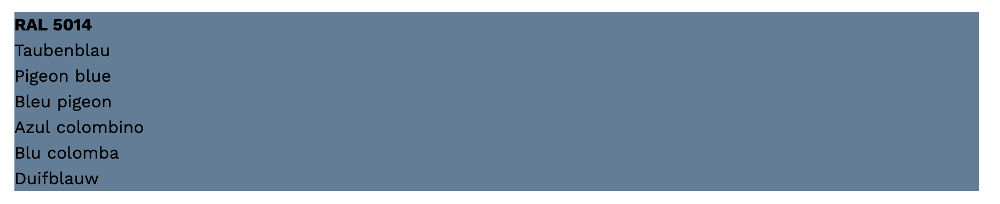 RAL 5014
Taubenblau
Pigeon blue
Bleu pigeon
Azul colombino
Blu colomba
Duifblauw